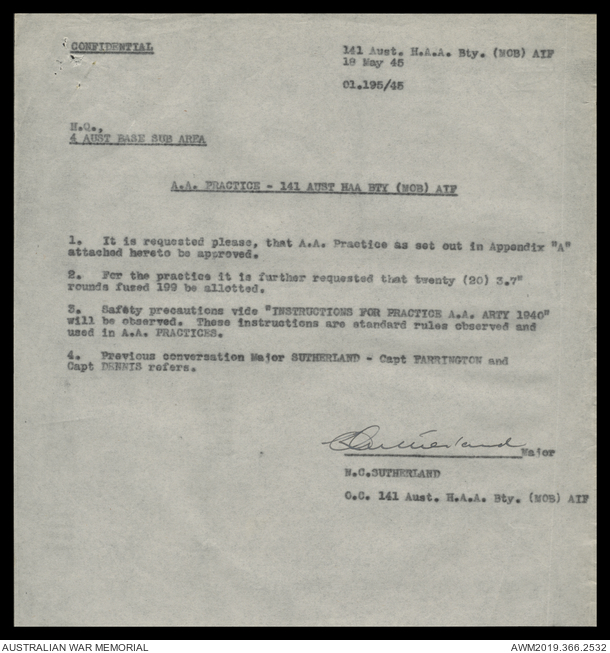 CONFIDENTIAL
141 Aust. H.A.A. Bty. (MOB) AIF
19 May 45
01.195/45
H.Q.,
4 AUST BASE SUB AREA
A.A. PRACTICE - 141 AUST HAA BTY (MOB) AIF
1. It is requested please, that A.A. Practice as set out in Appendix "A"
attached hereto be approved.
2. For the practice it is further requested that twenty (20) 3.7"
rounds fused 199 be allotted.
3. Safety precautions vide "INSTRUCTIONS FOR PRACTICE A.A. ARTY 1940"
will be observed. These instructions are standard rules observed and
used in A.A. PRACTICES.
4. Previous conversation Major SUTHERLAND - Capt FARRINGTON and
Capt DENNIS refers.
Sutherland Major
N.C.SUTHERLAND
O.C. 141 Aust. H.A.A. Bty. (MOB) AIF
AUSTRALIAN WAR MEMORIAL
AWM2019.366.2532